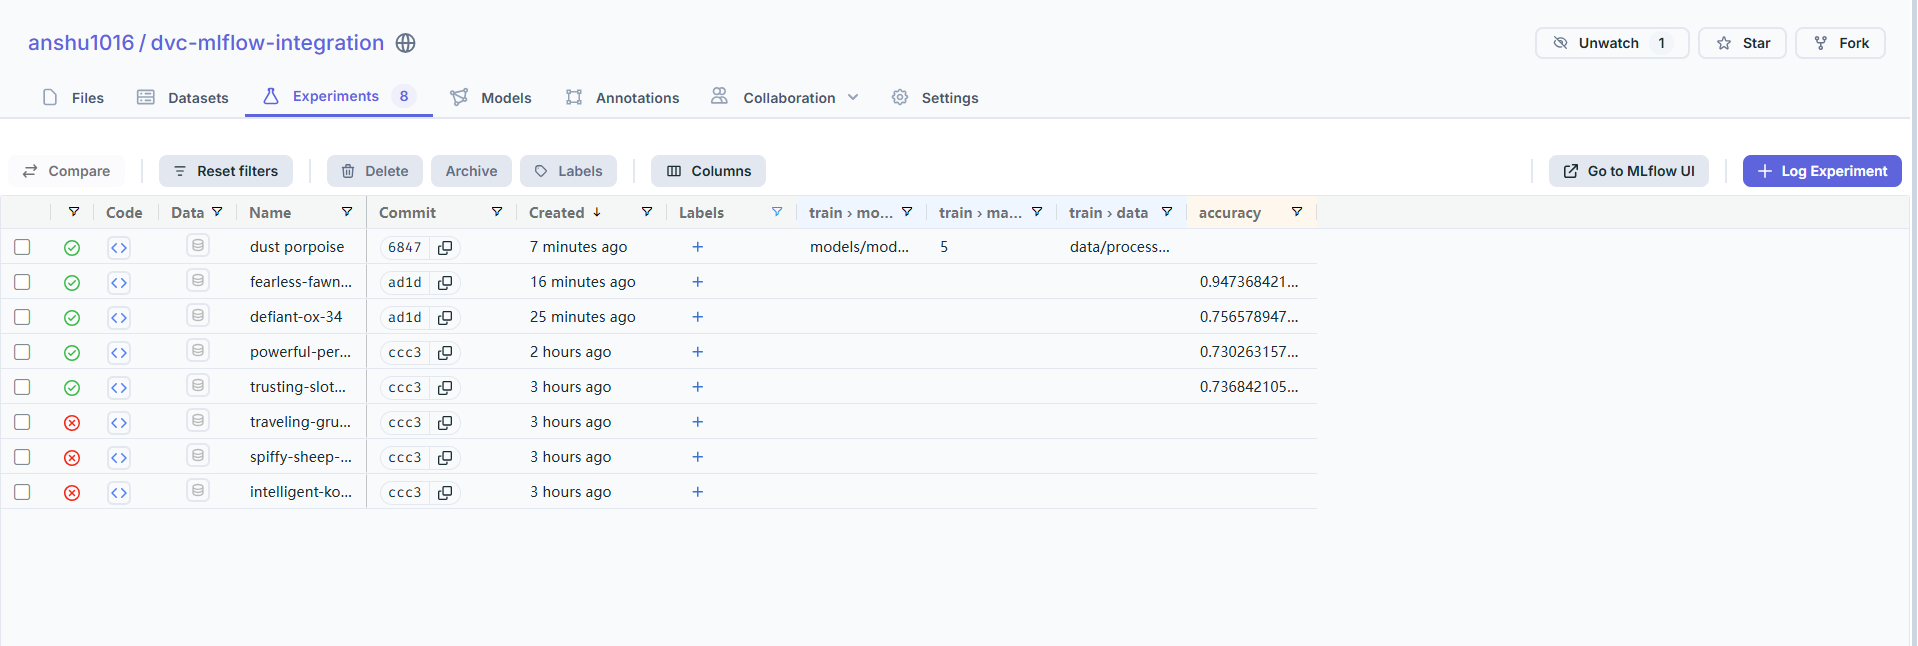 anshu1016 / dvc-mlflow-integration
Unwatch 1 Star Fork
Files Datasets Experiments 8 Models Annotations Collaboration Settings
Compare Reset filters Delete Archive Labels Columns Go to MLflow UI + Log Experiment
Code Data Name Commit Created ↓ Labels train › mo... train › ma... train › data accuracy
dust porpoise 6847 7 minutes ago + models/mod... 5 data/process...
fearless-fawn... ad1d 16 minutes ago + 0.947368421...
defiant-ox-34 ad1d 25 minutes ago + 0.756578947...
powerful-per... ccc3 2 hours ago + 0.730263157...
trusting-slot... ccc3 3 hours ago + 0.736842105...
traveling-gru... ccc3 3 hours ago +
spiffy-sheep-... ccc3 3 hours ago +
intelligent-ko... ccc3 3 hours ago +